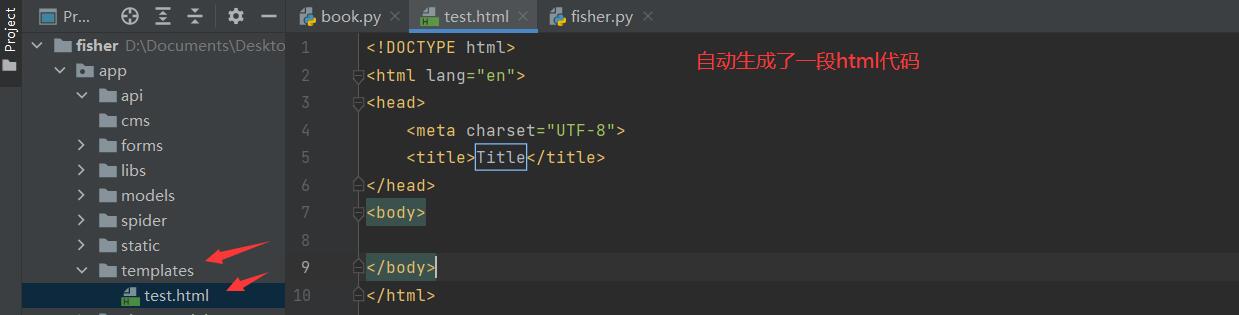 Project
Pr...
book.py
test.html
fisher.py
fisher D:\Documents\Deskto
app
api
cms
forms
libs
models
spider
static
templates
test.html
自动生成了一段html代码
1 <!DOCTYPE html>
2 <html lang="en">
3 <head>
4 <meta charset="UTF-8">
5 <title>Title</title>
6 </head>
7 <body>
8
9 </body>
10 </html>